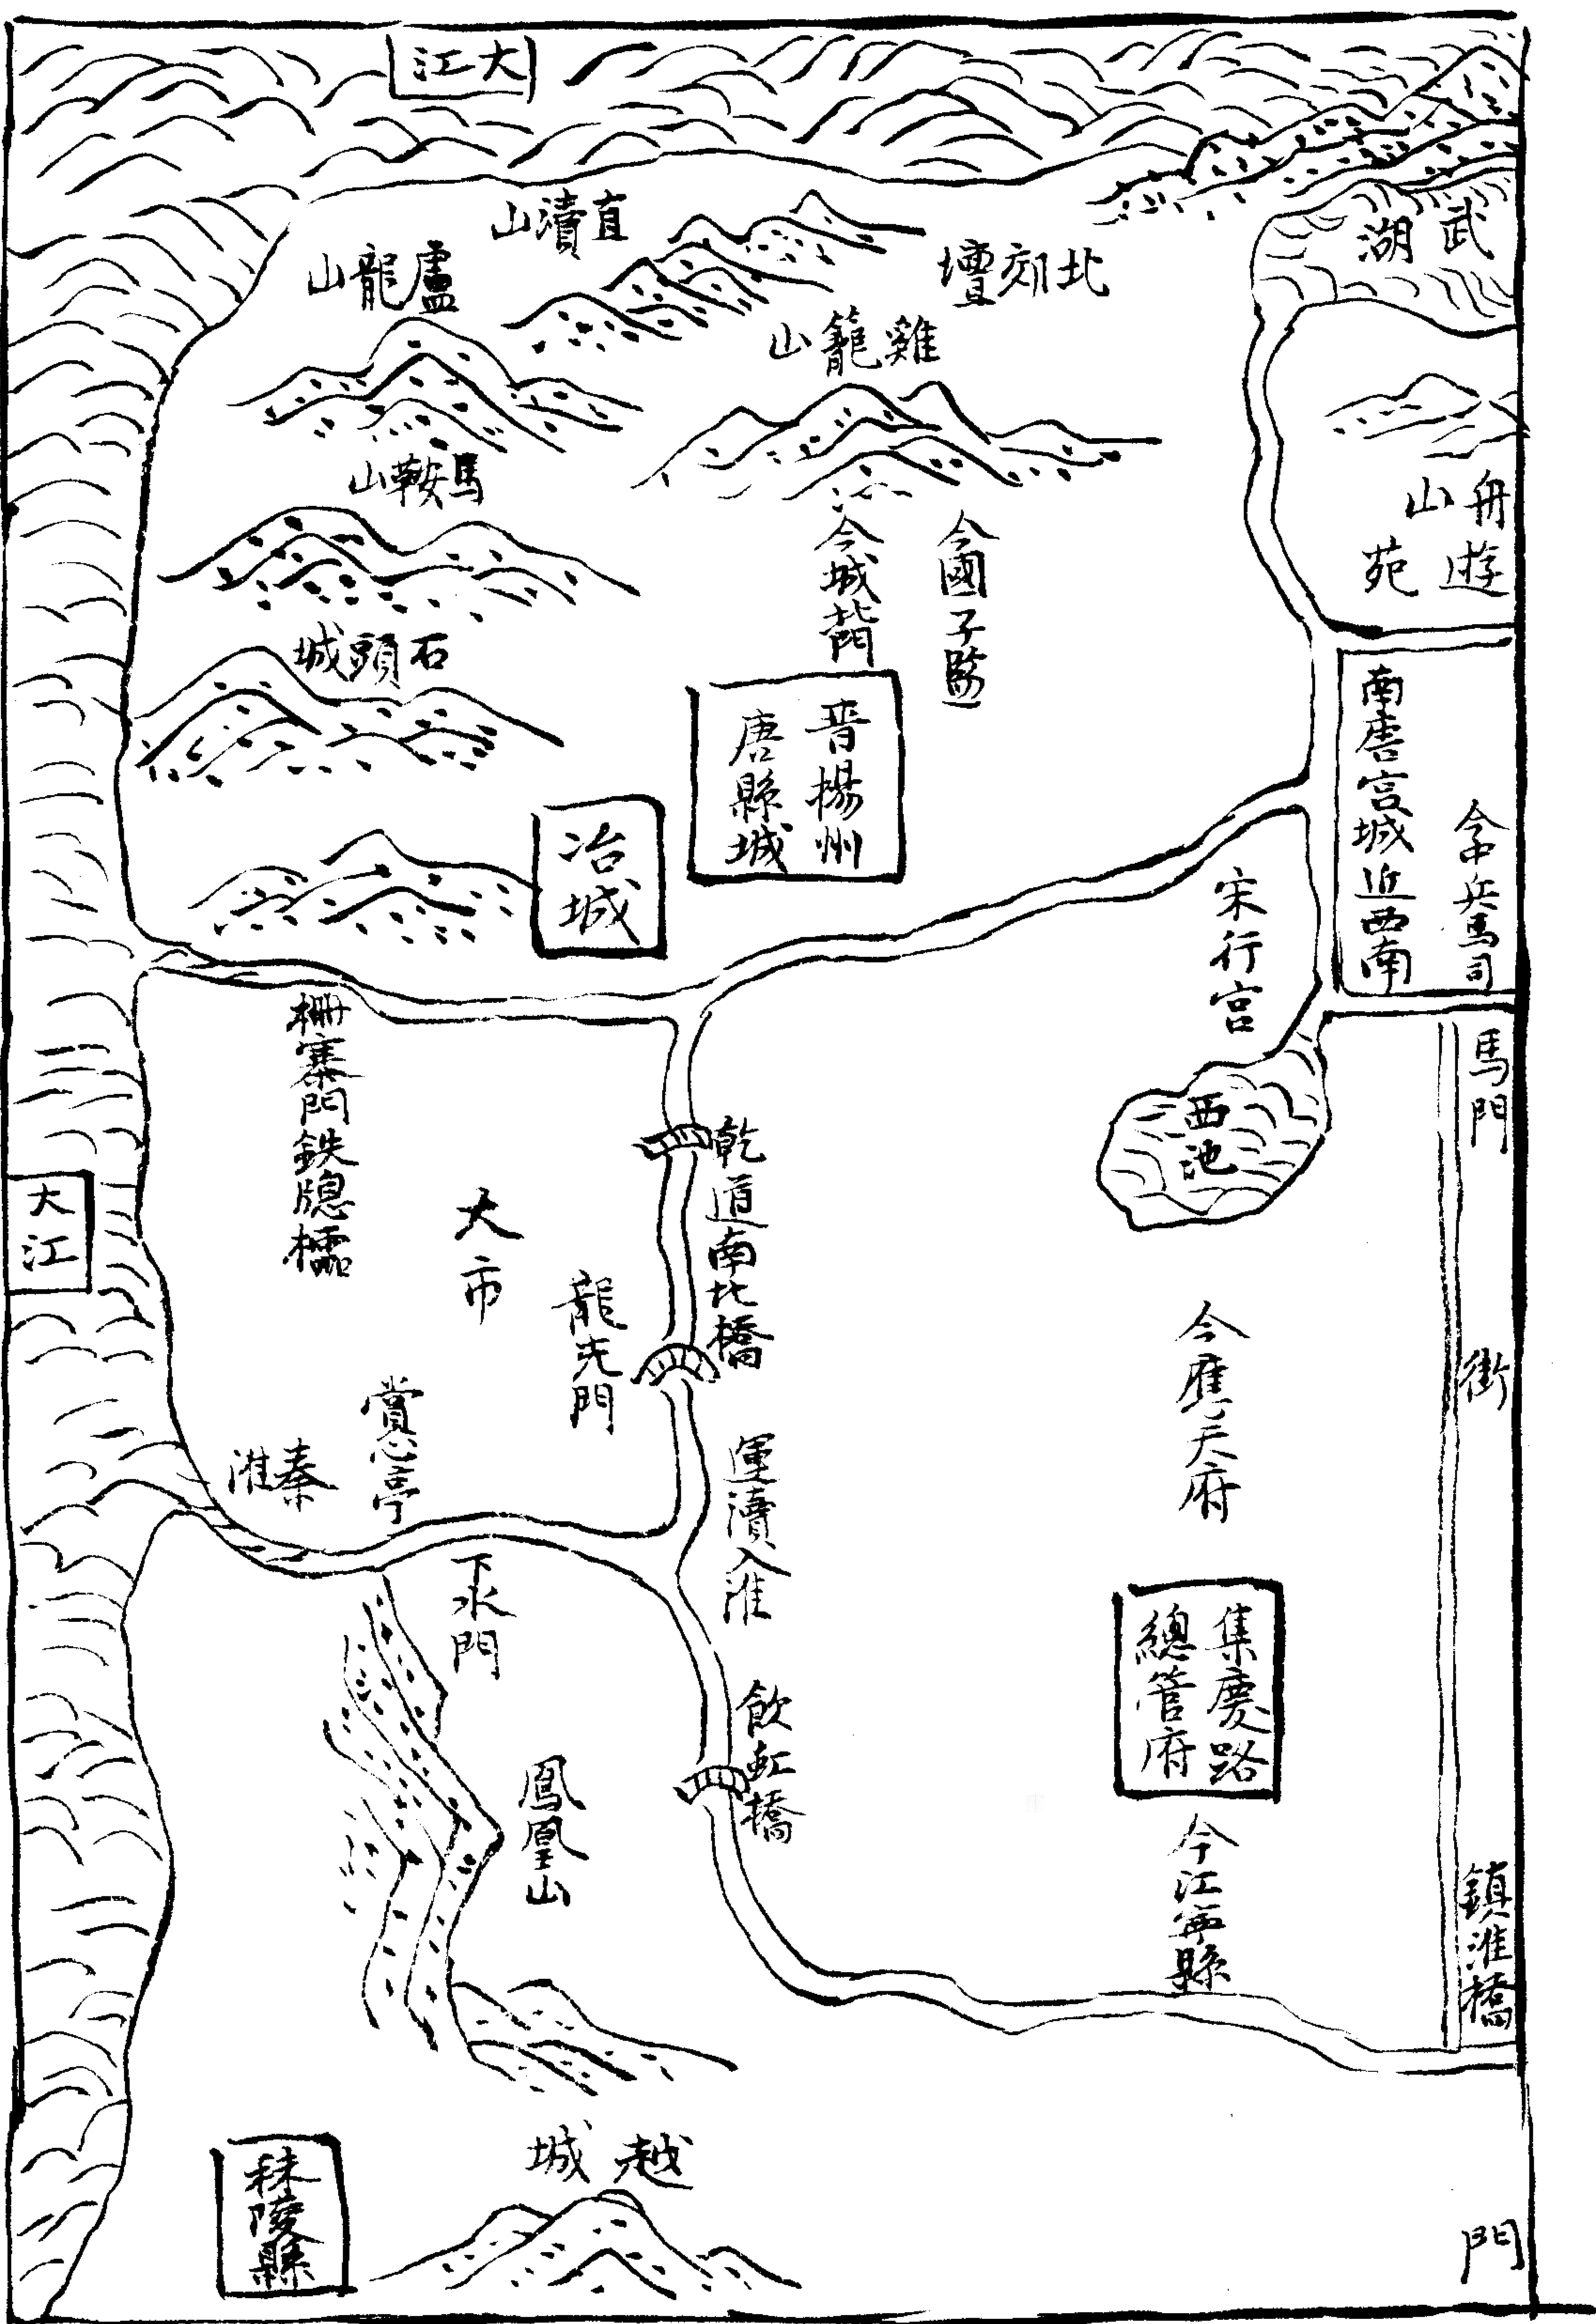 大江
直瀆山
盧龍山
北郊壇
雞籠山
武
湖
馬鞍山
舟遊
山苑
今國子監
今城北門
石頭城
晋楊州
唐縣城
今中兵馬司
南唐宮城近西南
冶城
宋行宮
馬門
柵寨門鉄牕櫺
西池
乾道南北橋
大江
大市
龍光門
今應天府
街
賞心亭
秦淮
運瀆入淮
下水門
集慶路
總管府
飲虹橋
鳳凰山
今江寧縣
鎮淮橋
越城
秣陵縣
門